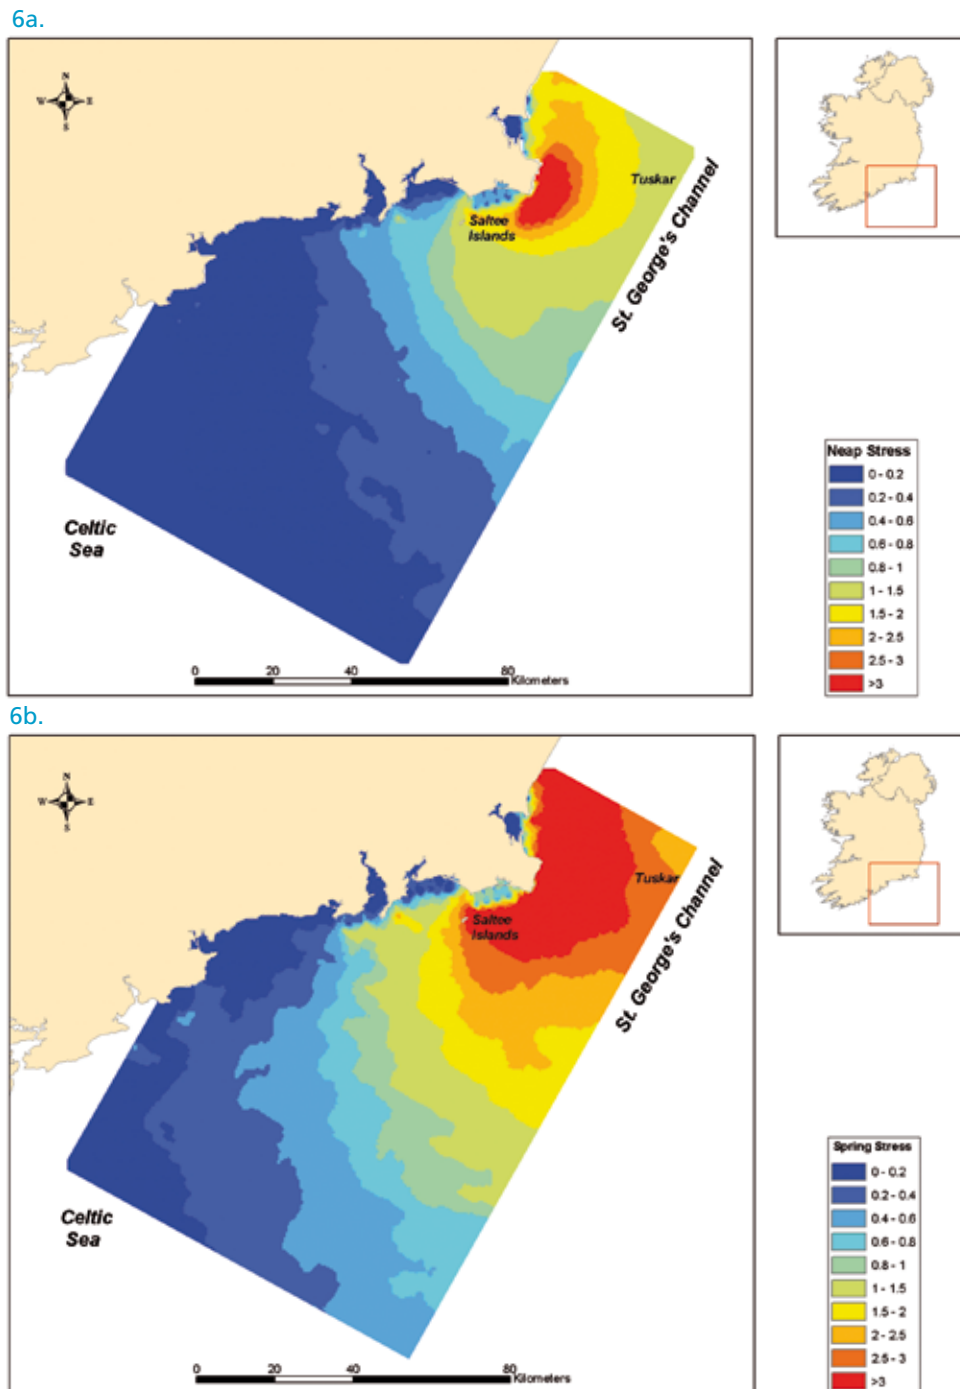 6a.
N
W E
S
Tuskar
Saltee
Islands
St. George's Channel
Celtic
Sea
0 20 40 80
Kilometers
Neap Stress
0 - 0.2
0.2 - 0.4
0.4 - 0.6
0.6 - 0.8
0.8 - 1
1 - 1.5
1.5 - 2
2 - 2.5
2.5 - 3
>3
6b.
N
W E
S
Tuskar
Saltee
Islands
St. George's Channel
Celtic
Sea
0 20 40 80
Kilometers
Spring Stress
0 - 0.2
0.2 - 0.4
0.4 - 0.6
0.6 - 0.8
0.8 - 1
1 - 1.5
1.5 - 2
2 - 2.5
2.5 - 3
>3